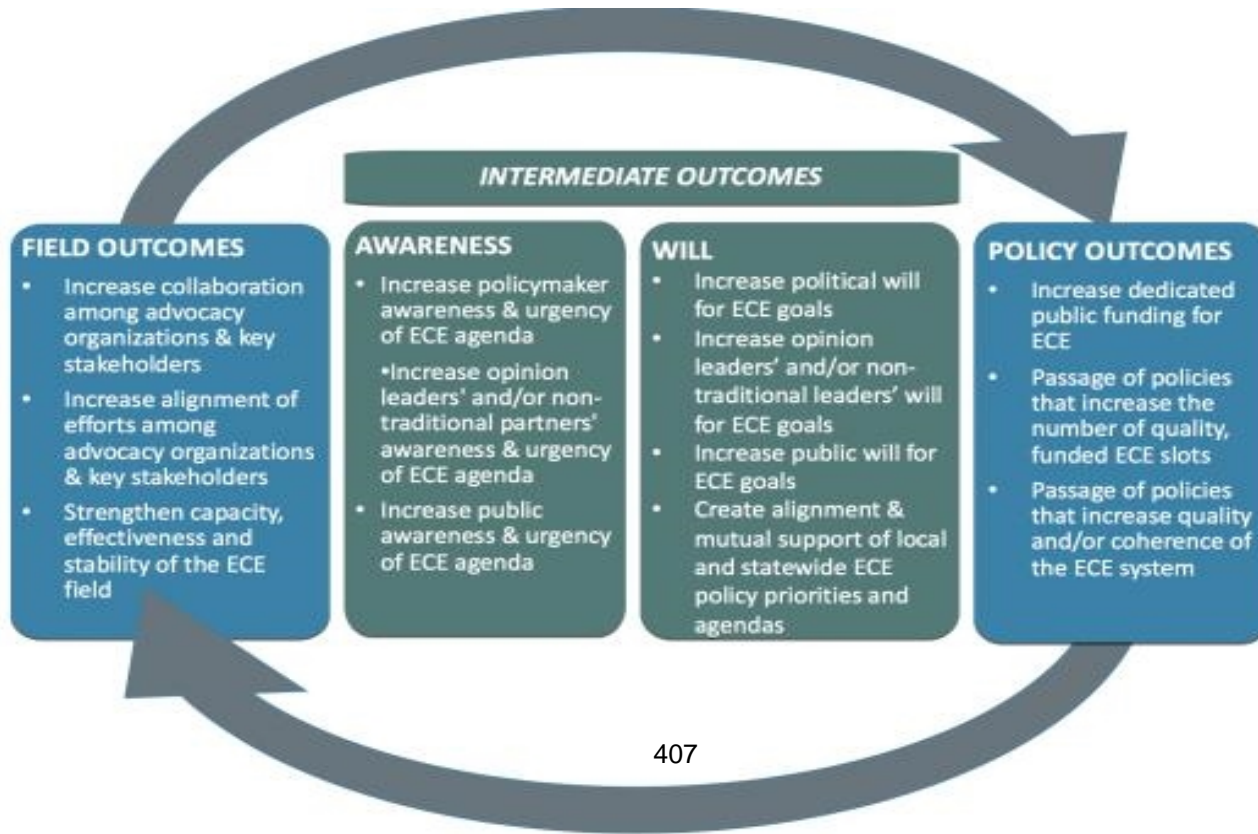 INTERMEDIATE OUTCOMES
FIELD OUTCOMES
• Increase collaboration
among advocacy
organizations & key
stakeholders
• Increase alignment of
efforts among
advocacy organizations
& key stakeholders
• Strengthen capacity,
effectiveness and
stability of the ECE
field
AWARENESS
• Increase policymaker
awareness & urgency
of ECE agenda
•Increase opinion
leaders' and/or non-
traditional partners'
awareness & urgency
of ECE agenda
• Increase public
awareness & urgency
of ECE agenda
WILL
• Increase political will
for ECE goals
• Increase opinion
leaders' and/or non-
traditional leaders' will
for ECE goals
• Increase public will for
ECE goals
• Create alignment &
mutual support of local
and statewide ECE
policy priorities and
agendas
POLICY OUTCOMES
• Increase dedicated
public funding for
ECE
• Passage of policies
that increase the
number of quality,
funded ECE slots
• Passage of policies
that increase quality
and/or coherence of
the ECE system
407